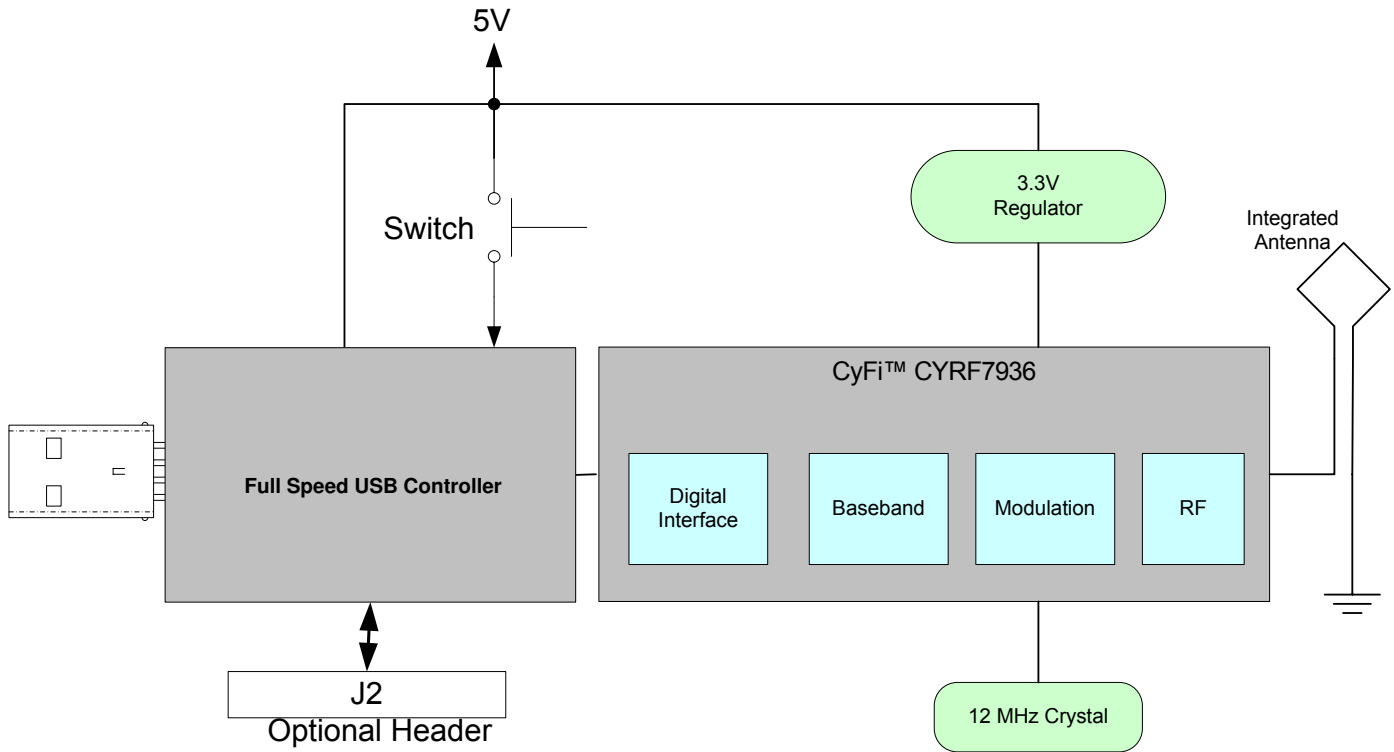 5V
3.3V
Regulator
Switch
Integrated
Antenna
CyFi™ CYRF7936
Full Speed USB Controller
Digital
Interface
Baseband
Modulation
RF
J2
Optional Header
12 MHz Crystal